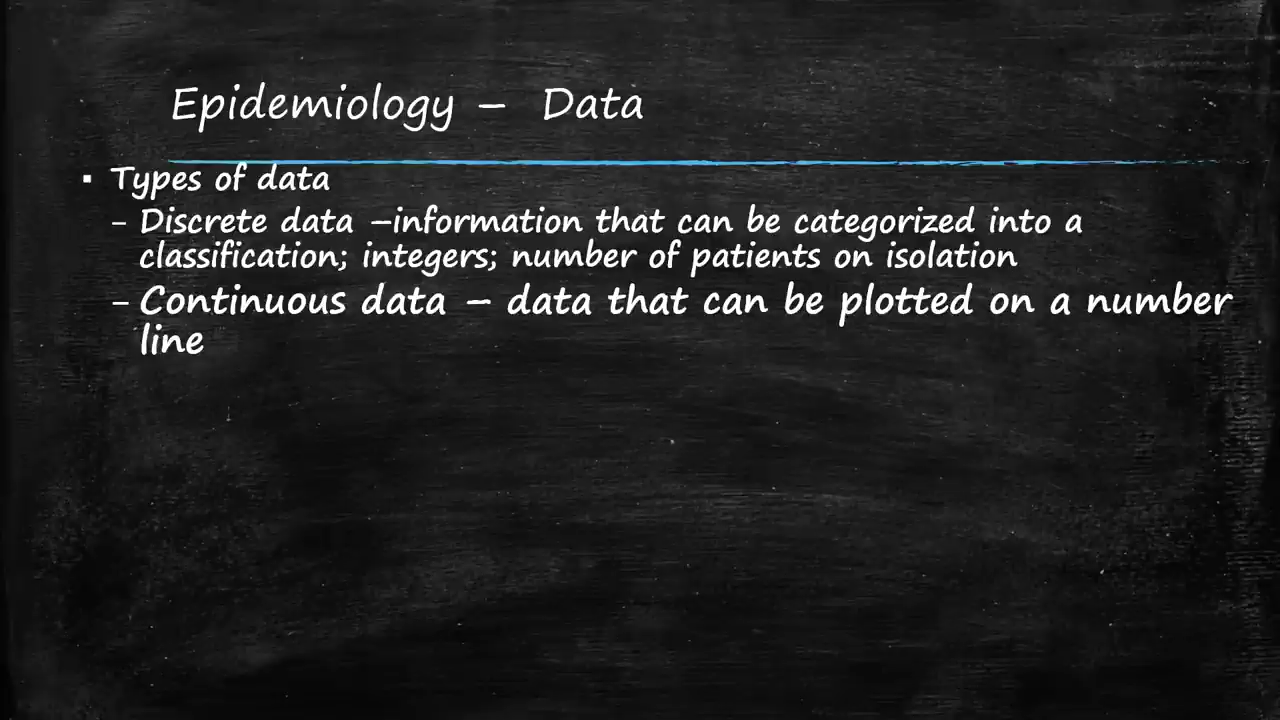 Epidemiology – Data
▪ Types of data
– Discrete data –information that can be categorized into a
classification; integers; number of patients on isolation
– Continuous data – data that can be plotted on a number
line